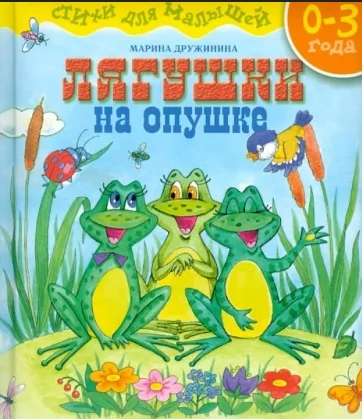 СТИХИ ДЛЯ МАЛЫШЕЙ
0-3
ГОДА
МАРИНА ДРУЖИНИНА
ЛЯГУШКИ
НА ОПУШКЕ